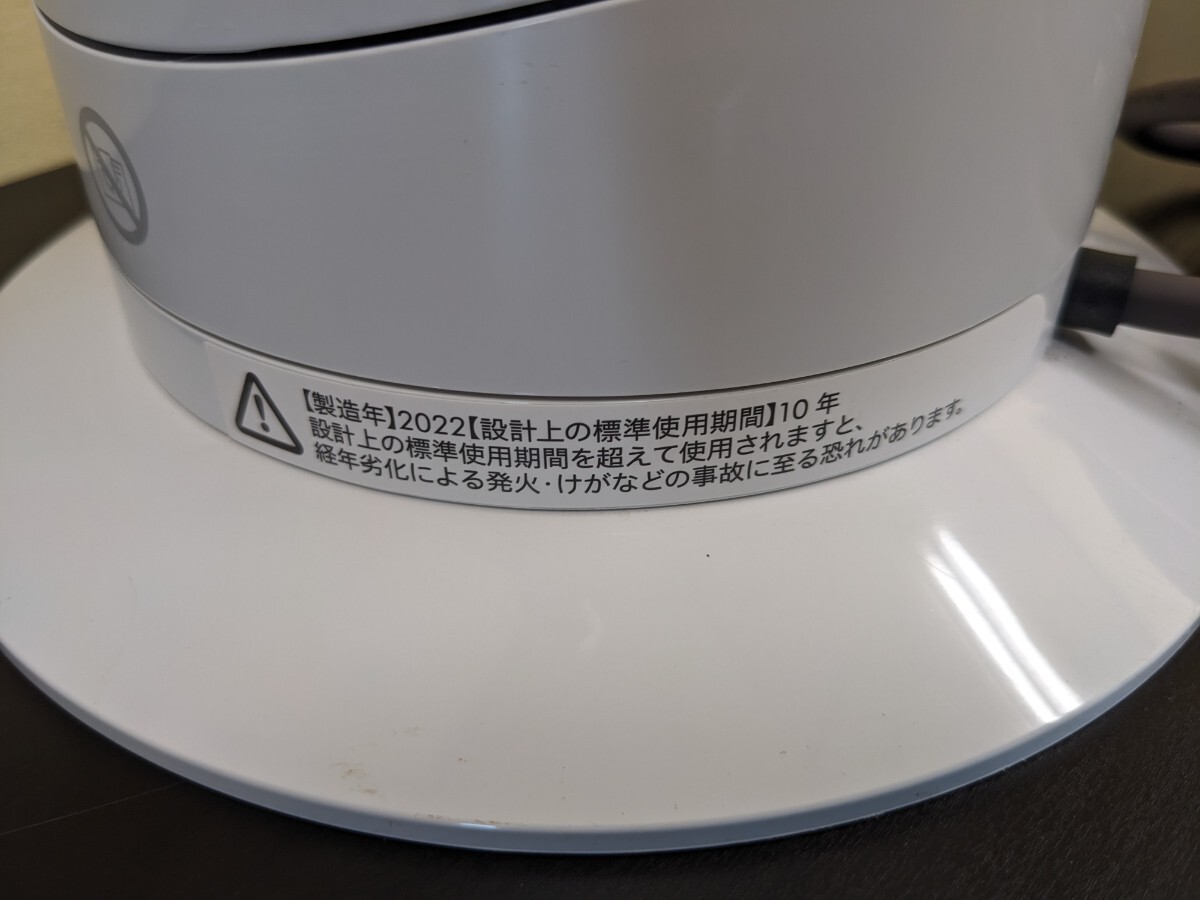 【製造年】2022【設計上の標準使用期間】10 年
設計上の標準使用期間を超えて使用されますと、
経年劣化による発火・けがなどの事故に至る恐れがあります。